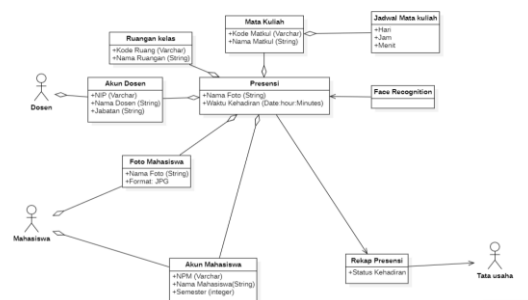 Mata Kuliah
+Kode Matkul (Varchar)
+Nama Matkul (String)
Jadwal Mata kuliah
+Hari
+Jam
+Menit
Ruangan kelas
+Kode Ruang (Varchar)
+Nama Ruangan (String)
Akun Dosen
+NIP (Varchar)
+Nama Dosen (String)
+Jabatan (String)
Dosen
Presensi
+Nama Foto (String)
+Waktu Kehadiran (Date hour:Minutes)
Face Recognition
Foto Mahasiswa
+Nama Foto (String)
+Format: JPG
Mahasiswa
Akun Mahasiswa
+NPM (Varchar)
+Nama Mahasiswa(String)
+Semester (integer)
Rekap Presensi
+Status Kehadiran
Tata usaha